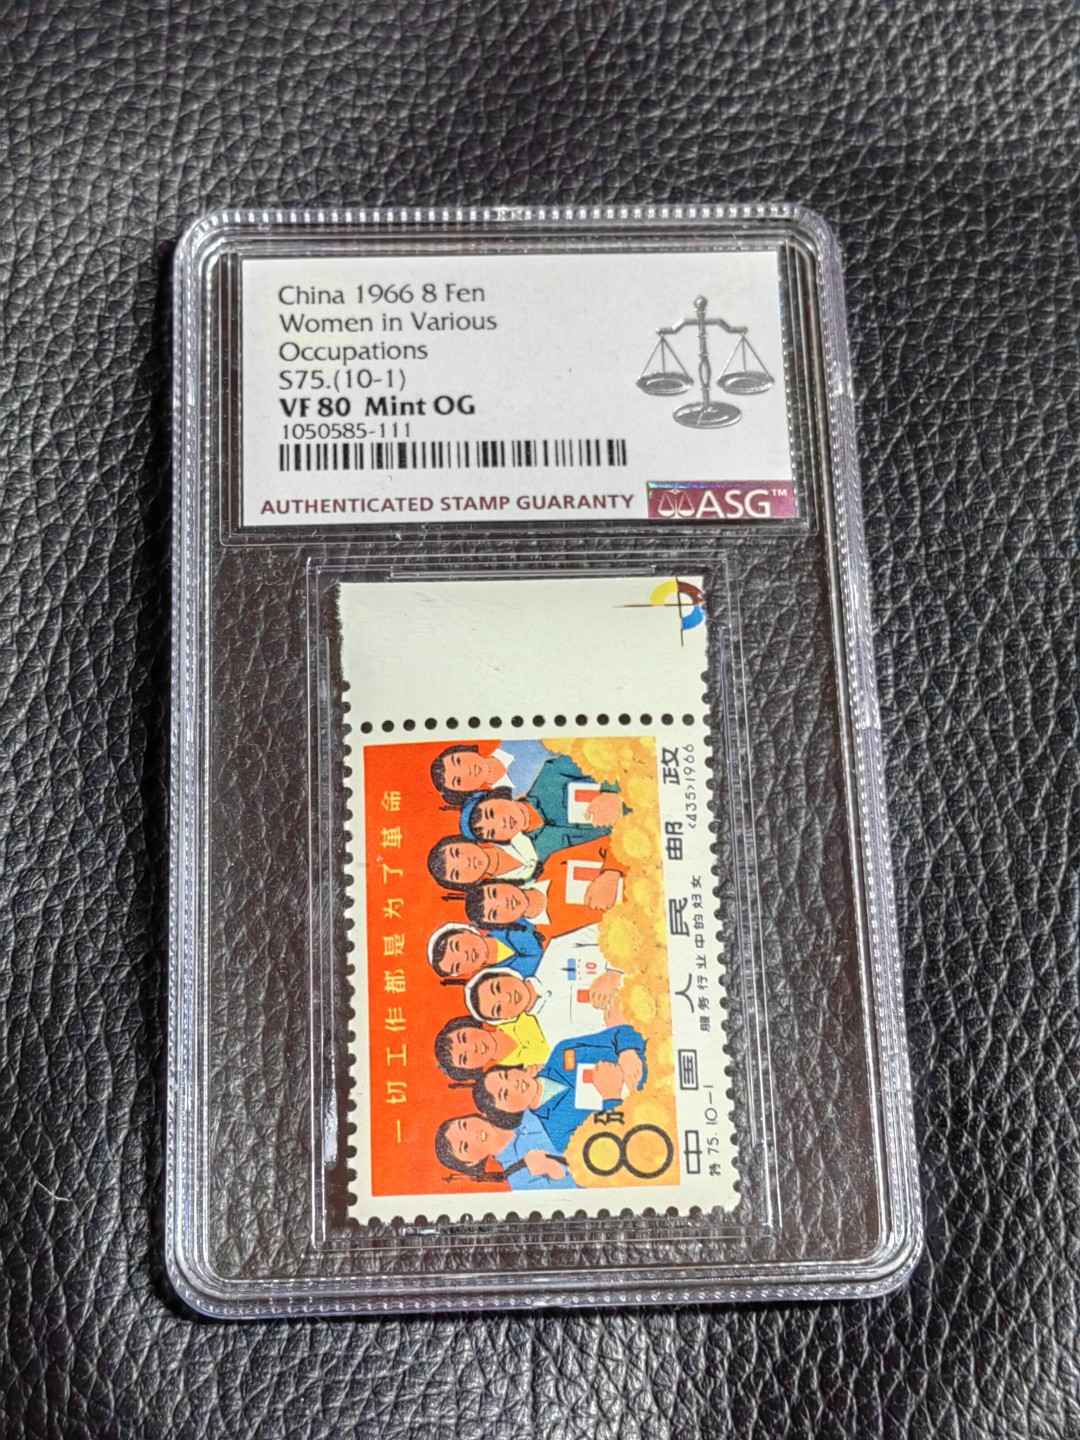 China 1966 8 Fen
Women in Various
Occupations
S75.(10-1)
VF 80 Mint OG
1050585-111
AUTHENTICATED STAMP GUARANTY
ASG™
一切工作都是为了革命
10
8分
中国人民邮政
特75.10-1
服务行业中的妇女
<435>1966